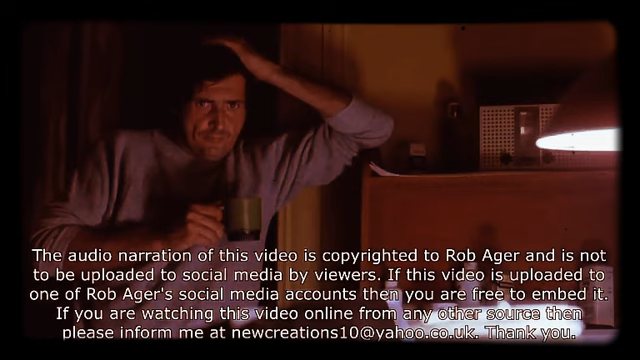 The audio narration of this video is copyrighted to Rob Ager and is not
to be uploaded to social media by viewers. If this video is uploaded to
one of Rob Ager's social media accounts then you are free to embed it.
If you are watching this video online from any other source then
please inform me at newcreations10@yahoo.co.uk. Thank you.